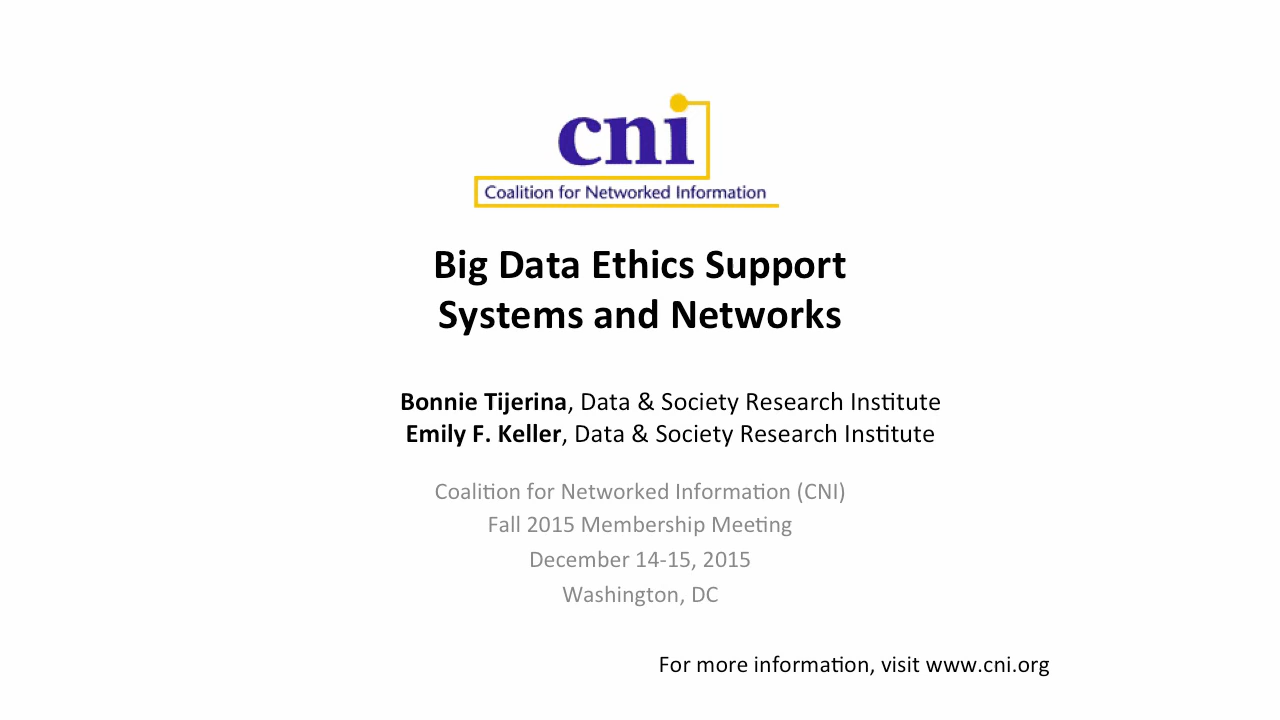 cni
Coalition for Networked Information
Big Data Ethics Support
Systems and Networks
Bonnie Tijerina, Data & Society Research Institute
Emily F. Keller, Data & Society Research Institute
Coalition for Networked Information (CNI)
Fall 2015 Membership Meeting
December 14-15, 2015
Washington, DC
For more information, visit www.cni.org